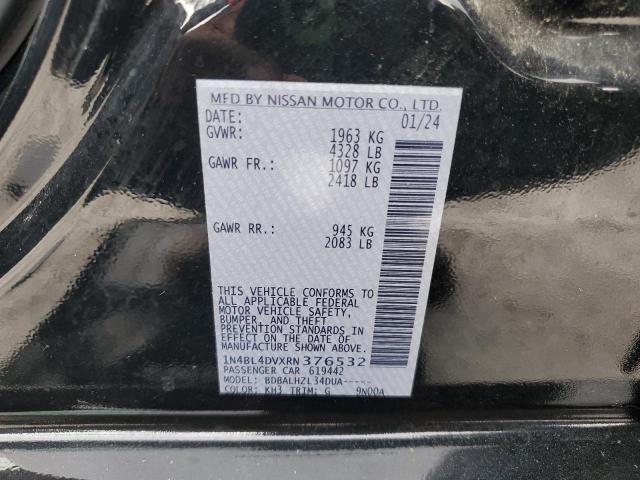 MFD BY NISSAN MOTOR CO., LTD.
DATE: 01/24
GVWR: 1963 KG
4328 LB
GAWR FR.: 1097 KG
2418 LB
GAWR RR.: 945 KG
2083 LB
THIS VEHICLE CONFORMS TO
ALL APPLICABLE FEDERAL
MOTOR VEHICLE SAFETY,
BUMPER, AND THEFT
PREVENTION STANDARDS
IN EFFECT ON THE DATE OF
MANUFACTURE SHOWN ABOVE.
1N4BL4DVXRN376532
PASSENGER CAR 619442
MODEL: BDBALHZL34DUA-----
COLOR: KH3 TRIM: G 9N00A